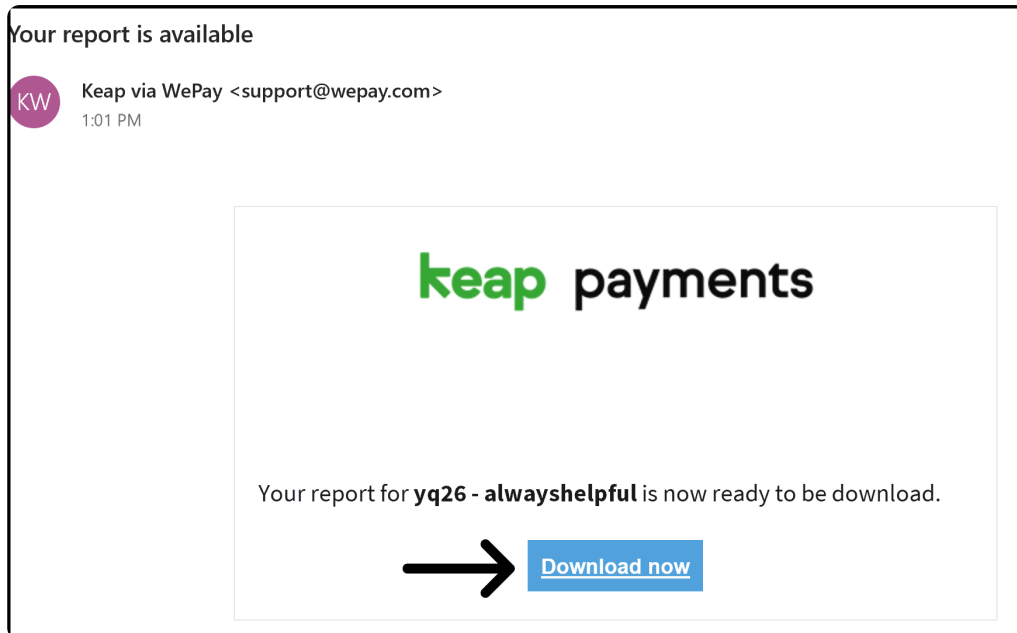 Your report is available
KW
Keap via WePay <support@wepay.com>
1:01 PM
keap payments
Your report for yq26 - alwayshelpful is now ready to be download.
Download now